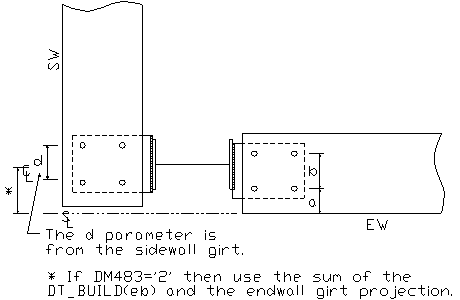 SW
d
℄
*
b
a
℄
EW
The d parameter is
from the sidewall girt.
* If DM483='2' then use the sum of the
DT_BUILD(eb) and the endwall girt projection.